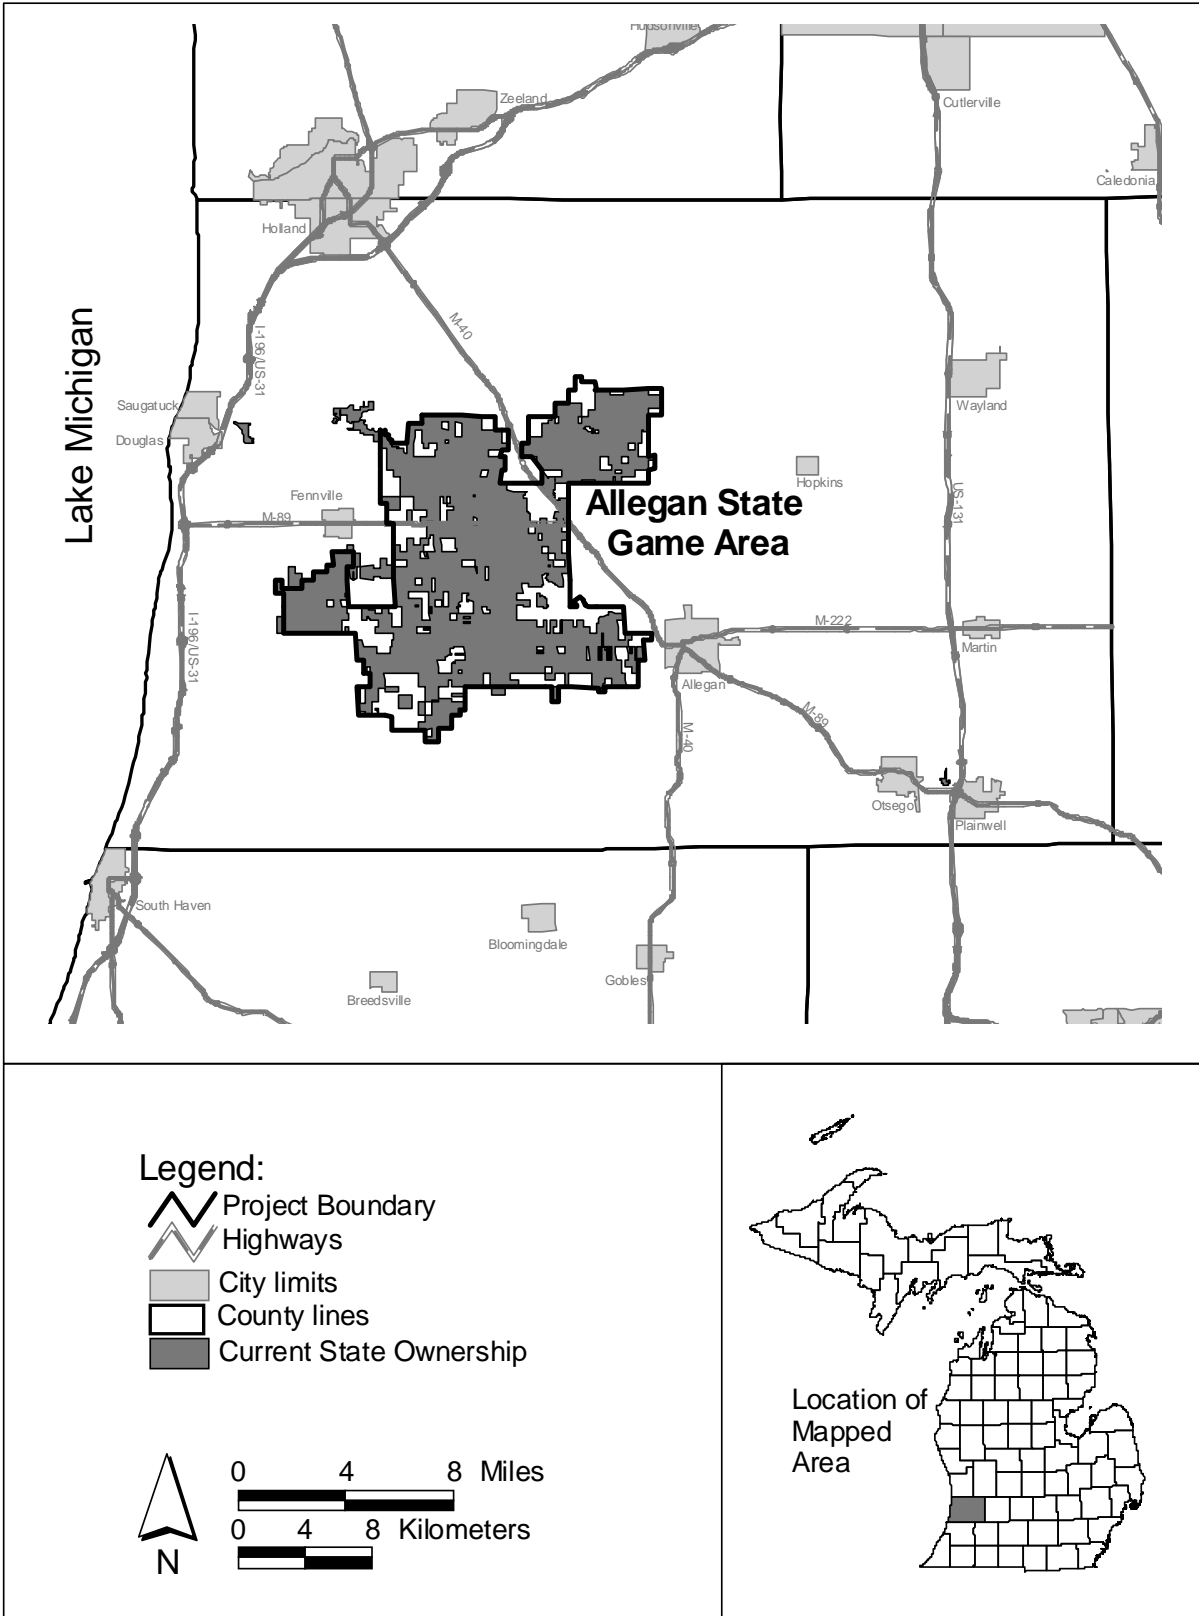 Hudsonville
Zeeland
Cutlerville
Caledonia
Holland
Lake Michigan
I-196/US-31
M-40
Saugatuck
Douglas
Wayland
Fennville
M-89
Hopkins
US-131
Allegan State
Game Area
I-196/US-31
M-222
Martin
Allegan
M-89
M-40
Otsego
Plainwell
South Haven
Bloomingdale
Gobles
Breedsville
Legend:
Project Boundary
Highways
City limits
County lines
Current State Ownership
0 4 8 Miles
0 4 8 Kilometers
N
Location of
Mapped
Area